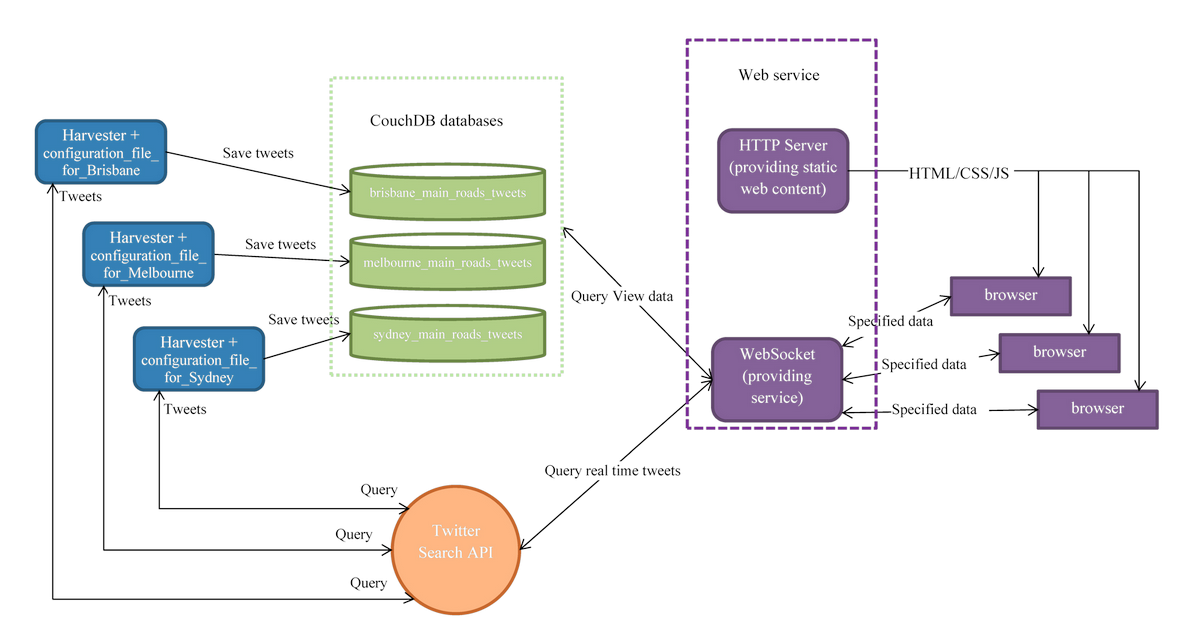 Web service
CouchDB databases
Harvester +
configuration_file_
for_Brisbane
Save tweets
HTTP Server
(providing static
web content)
HTML/CSS/JS
Tweets
brisbane_main_roads_tweets
Harvester +
configuration_file_
for_Melbourne
Save tweets
melbourne_main_roads_tweets
Tweets
Query View data
browser
Save tweets
sydney_main_roads_tweets
Specified data
Harvester +
configuration_file_
for_Sydney
WebSocket
(providing
service)
browser
Specified data
Tweets
Specified data
browser
Query real time tweets
Query
Twitter
Search API
Query
Query